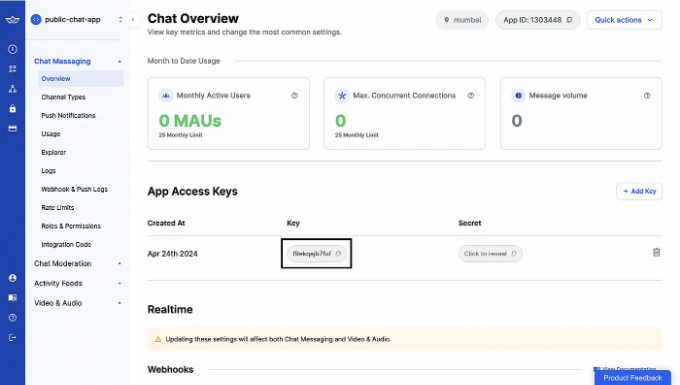 public-chat-app
Chat Overview
View key metrics and change the most common settings.
mumbai
App ID: 1303448
Quick actions
Chat Messaging
Overview
Channel Types
Push Notifications
Usage
Explorer
Logs
Webhook & Push Logs
Rate Limits
Roles & Permissions
Integration Code
Chat Moderation
Activity Feeds
Video & Audio
Month to Date Usage
Monthly Active Users
0 MAUs
25 Monthly Limit
Max. Concurrent Connections
0
25 Monthly Limit
Message volume
0
App Access Keys
+ Add Key
Created At
Key
Secret
Apr 24th 2024
Click to reveal
Realtime
Updating these settings will affect both Chat Messaging and Video & Audio.
Webhooks
View Documentation
Product Feedback